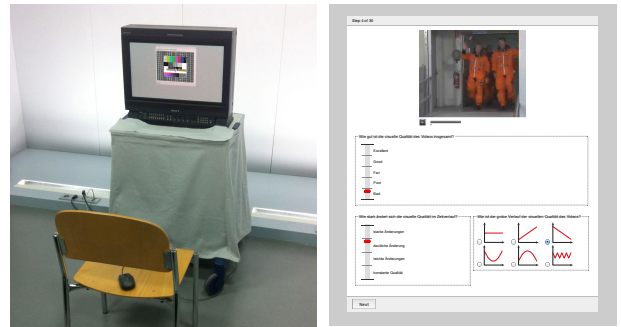 Step 4 of 30
Wie gut ist die visuelle Qualität des Videos insgesamt?
Excellent
Good
Fair
Poor
Bad
Wie stark ändert sich die visuelle Qualität im Zeitverlauf?
starke Änderungen
deutliche Änderung
leichte Änderungen
konstante Qualität
Wie ist der grobe Verlauf der visuellen Qualität des Videos?
Next